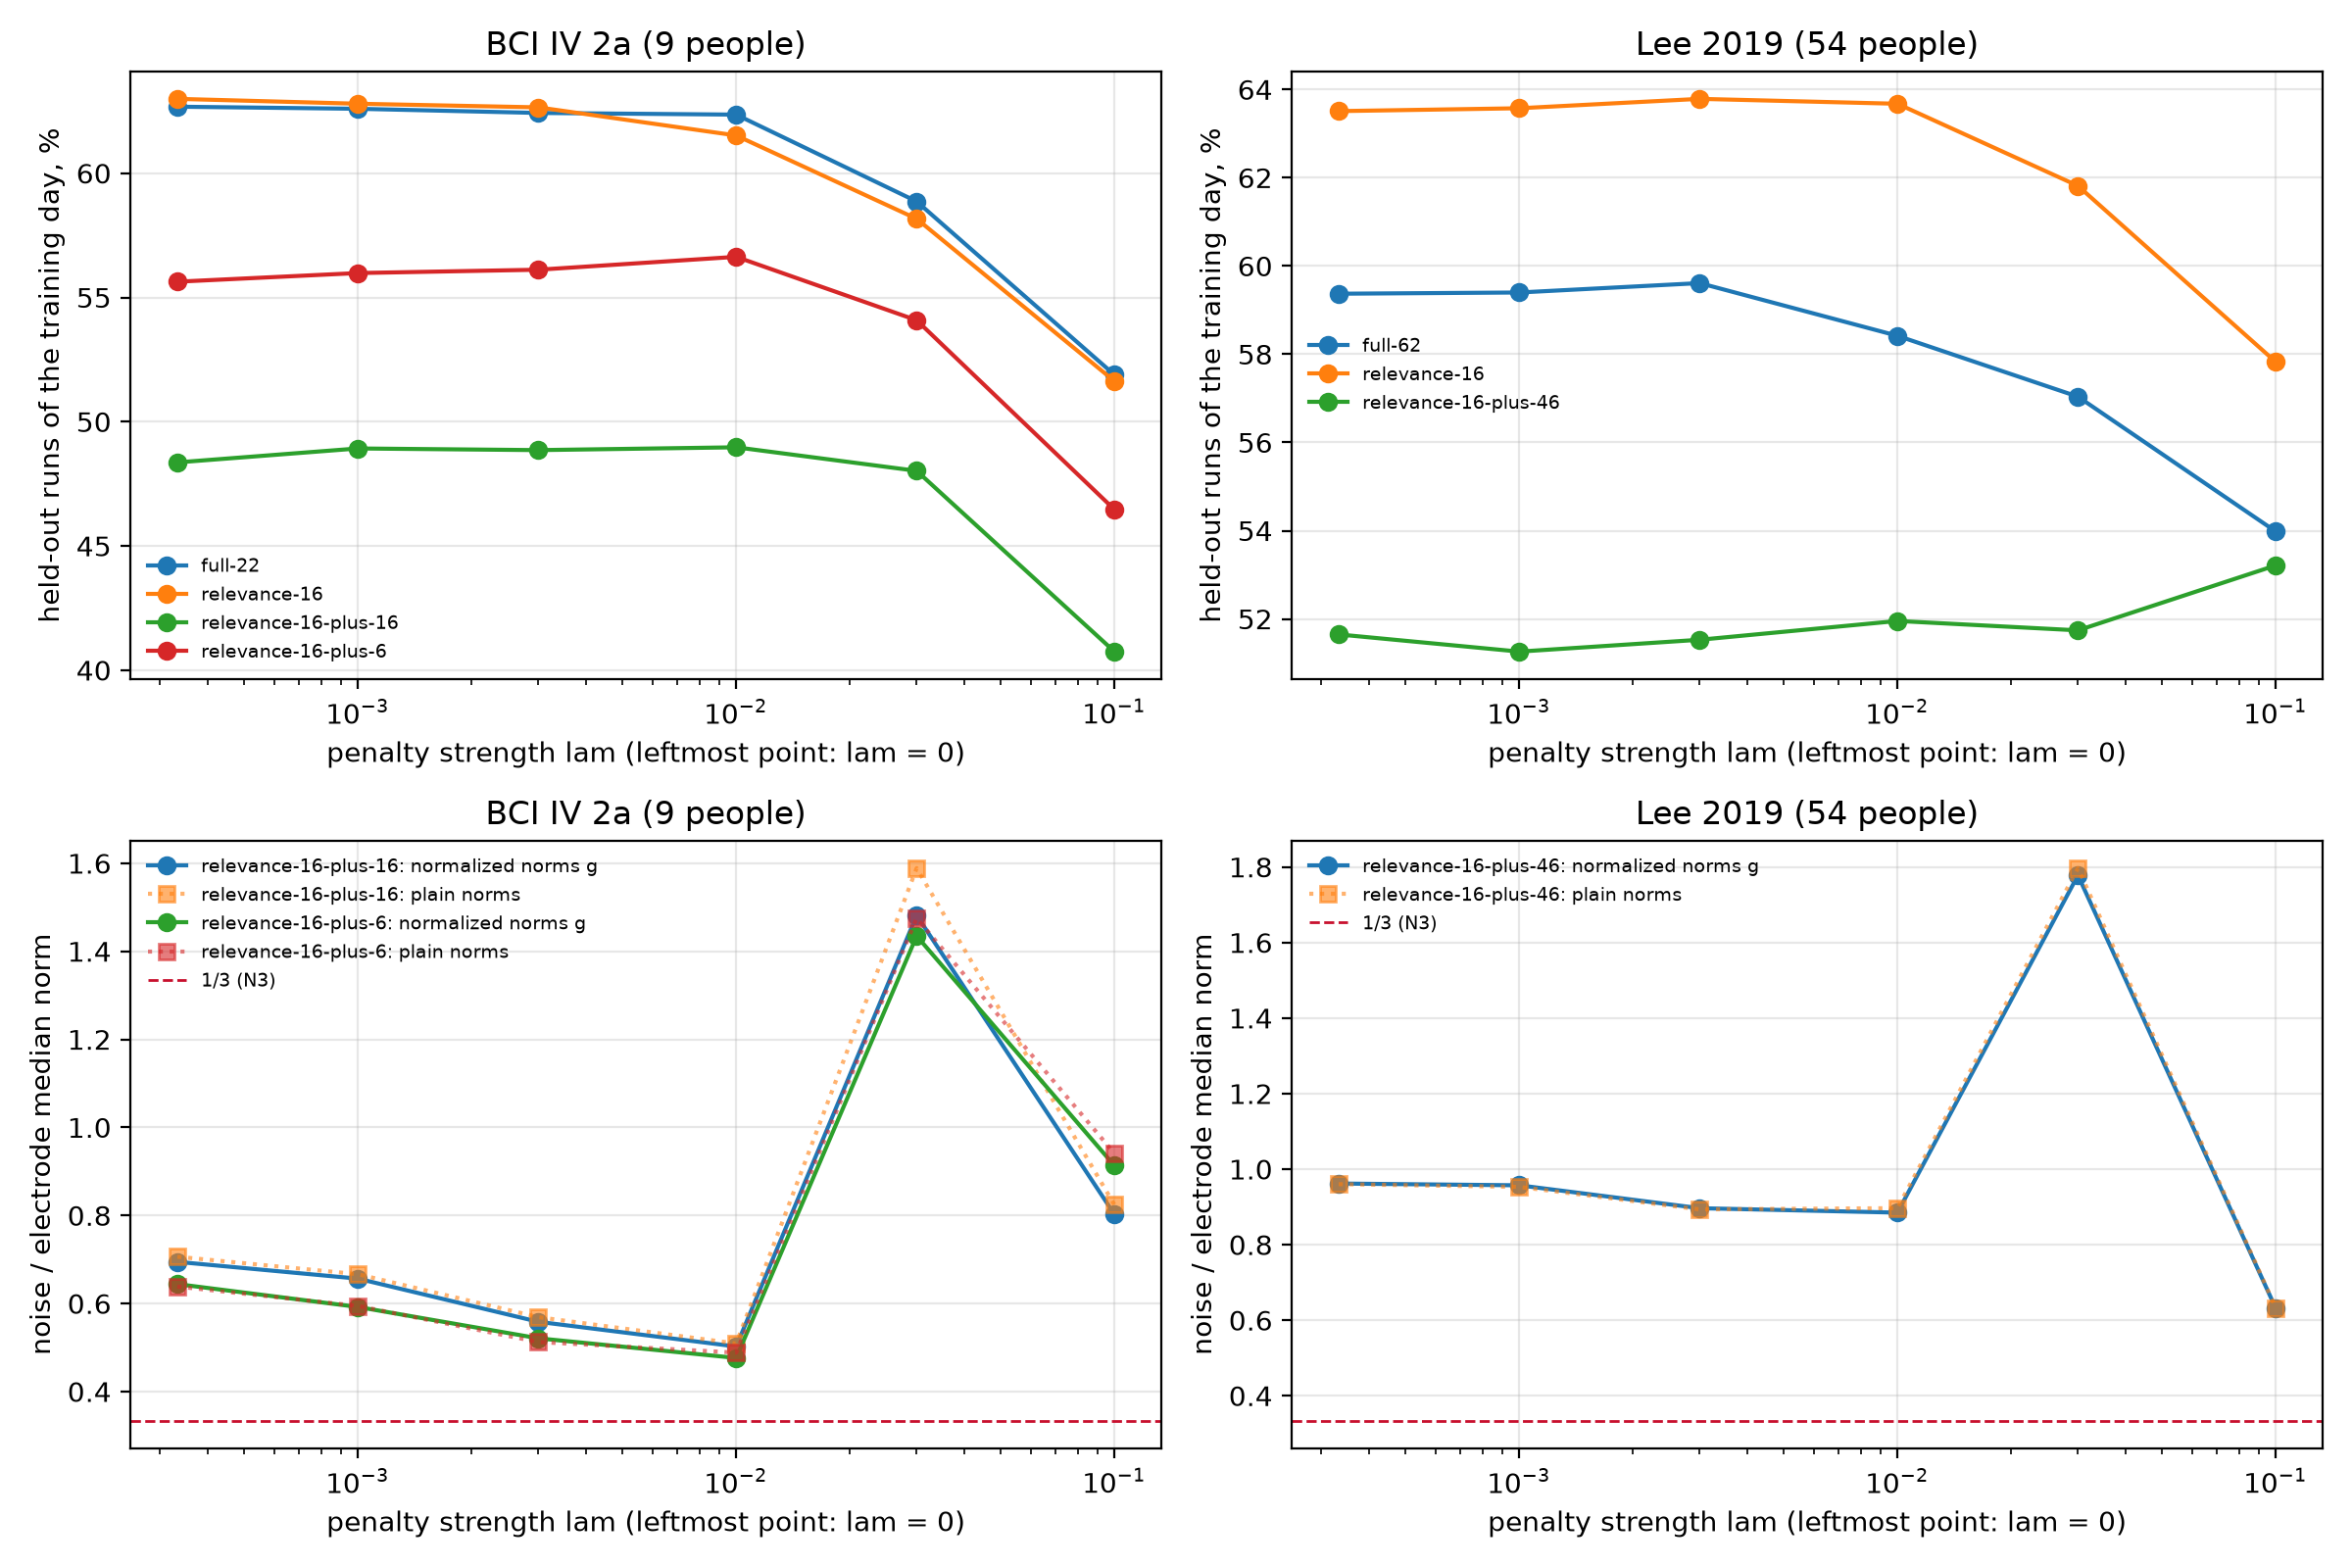 BCI IV 2a (9 people)
held-out runs of the training day, %
60
55
50
45
40
full-22
relevance-16
relevance-16-plus-16
relevance-16-plus-6
10⁻³
10⁻²
10⁻¹
penalty strength lam (leftmost point: lam = 0)
Lee 2019 (54 people)
held-out runs of the training day, %
64
62
60
58
56
54
52
full-62
relevance-16
relevance-16-plus-46
10⁻³
10⁻²
10⁻¹
penalty strength lam (leftmost point: lam = 0)
BCI IV 2a (9 people)
noise / electrode median norm
1.6
1.4
1.2
1.0
0.8
0.6
0.4
relevance-16-plus-16: normalized norms g
relevance-16-plus-16: plain norms
relevance-16-plus-6: normalized norms g
relevance-16-plus-6: plain norms
1/3 (N3)
10⁻³
10⁻²
10⁻¹
penalty strength lam (leftmost point: lam = 0)
Lee 2019 (54 people)
noise / electrode median norm
1.8
1.6
1.4
1.2
1.0
0.8
0.6
0.4
relevance-16-plus-46: normalized norms g
relevance-16-plus-46: plain norms
1/3 (N3)
10⁻³
10⁻²
10⁻¹
penalty strength lam (leftmost point: lam = 0)